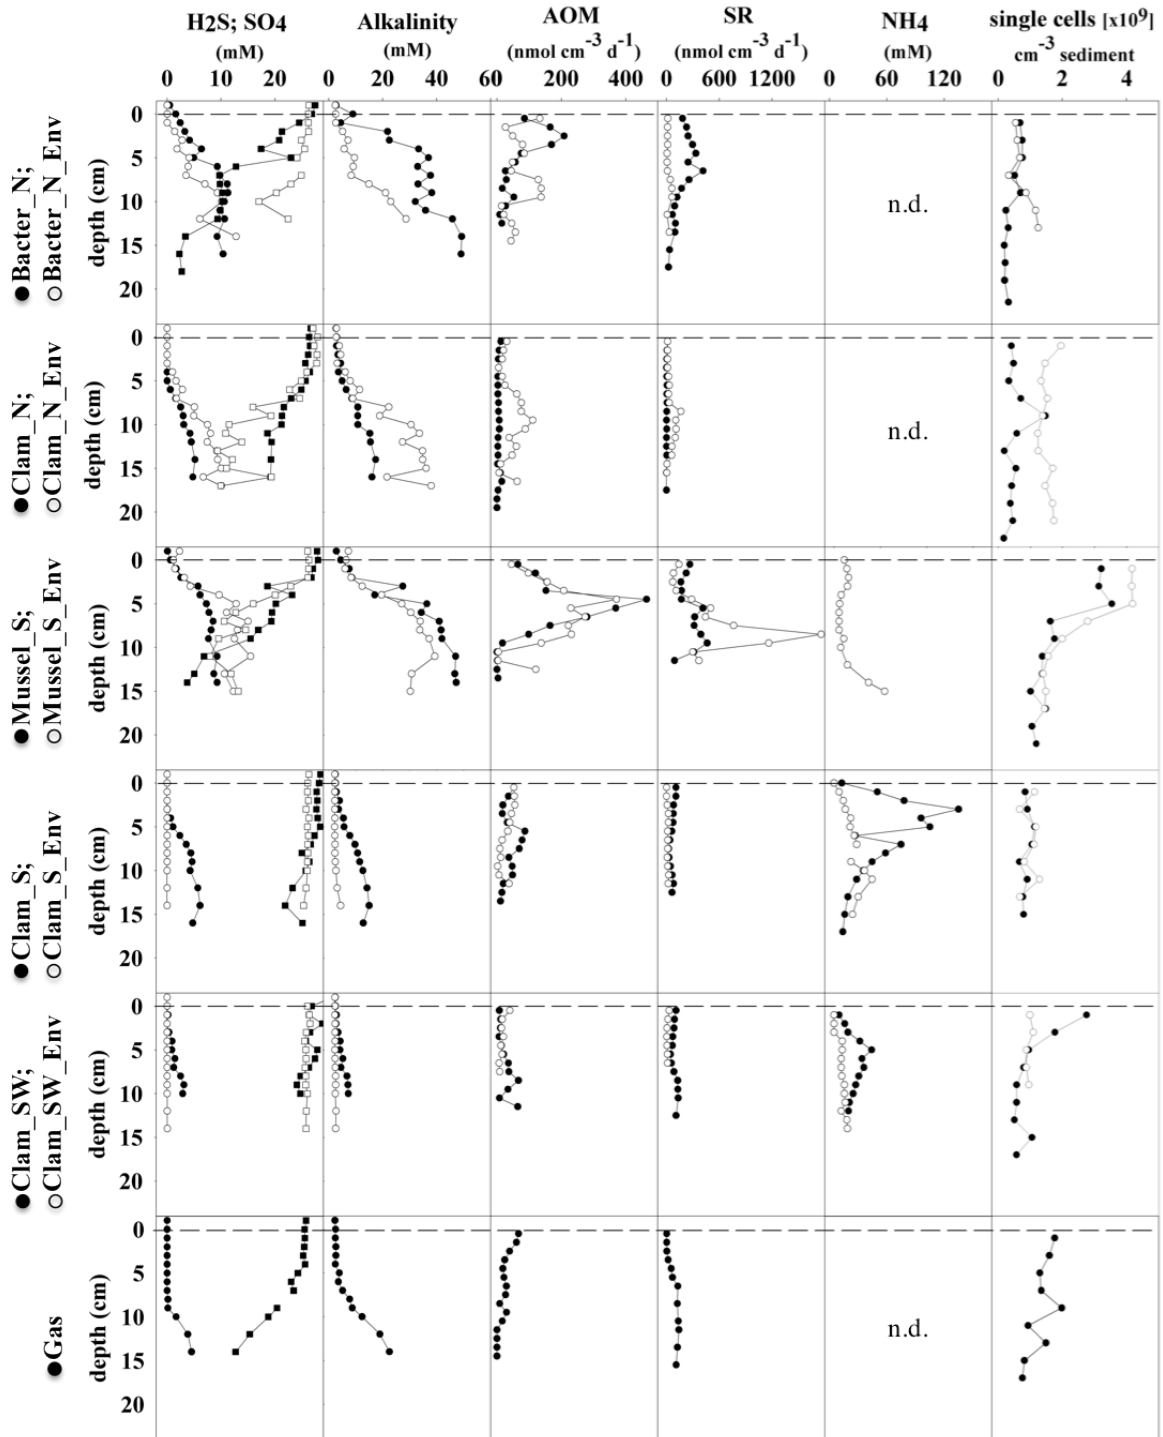 H2S; SO4 Alkalinity AOM SR NH4 single cells [x10⁹]
(mM) (mM) (nmol cm⁻³ d⁻¹) (nmol cm⁻³ d⁻¹) (mM) cm⁻³ sediment
0 10 20 0 20 40 60 200 400 0 600 1200 0 60 120 0 2 4
●Bacter_N;
○Bacter_N_Env
depth (cm)
0
5
10
15
20
n.d.
●Clam_N;
○Clam_N_Env
depth (cm)
0
5
10
15
20
n.d.
●Mussel_S;
○Mussel_S_Env
depth (cm)
0
5
10
15
20
●Clam_S;
○Clam_S_Env
depth (cm)
0
5
10
15
20
●Clam_SW;
○Clam_SW_Env
depth (cm)
0
5
10
15
20
●Gas
depth (cm)
0
5
10
15
20
n.d.